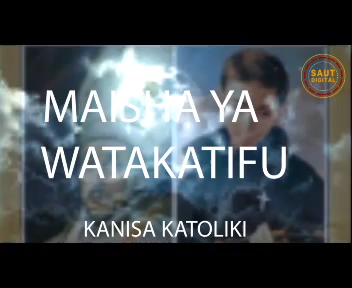 SAUT
DIGITAL
MAISHA YA
WATAKATIFU
KANISA KATOLIKI